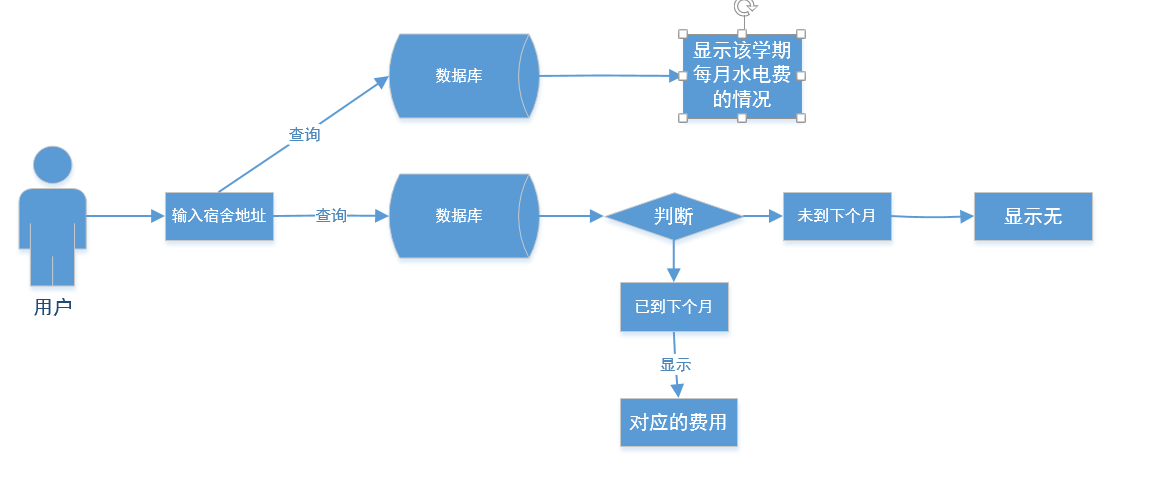 数据库
显示该学期
每月水电费
的情况
查询
用户
输入宿舍地址
查询
数据库
判断
未到下个月
显示无
已到下个月
显示
对应的费用